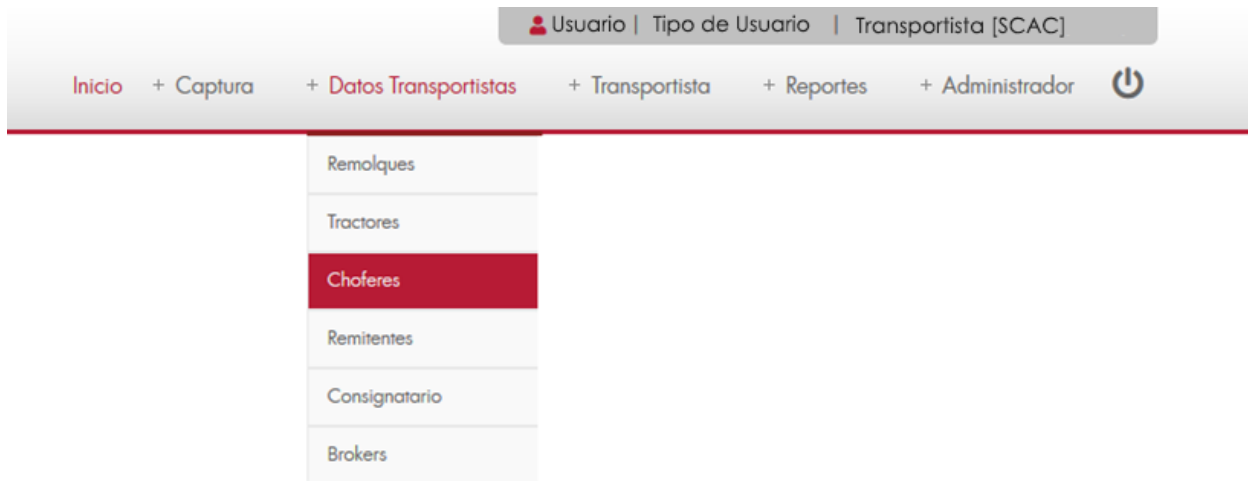 Usuario | Tipo de Usuario | Transportista [SCAC]
Inicio + Captura + Datos Transportistas + Transportista + Reportes + Administrador
Remolques
Tractores
Choferes
Remitentes
Consignatario
Brokers